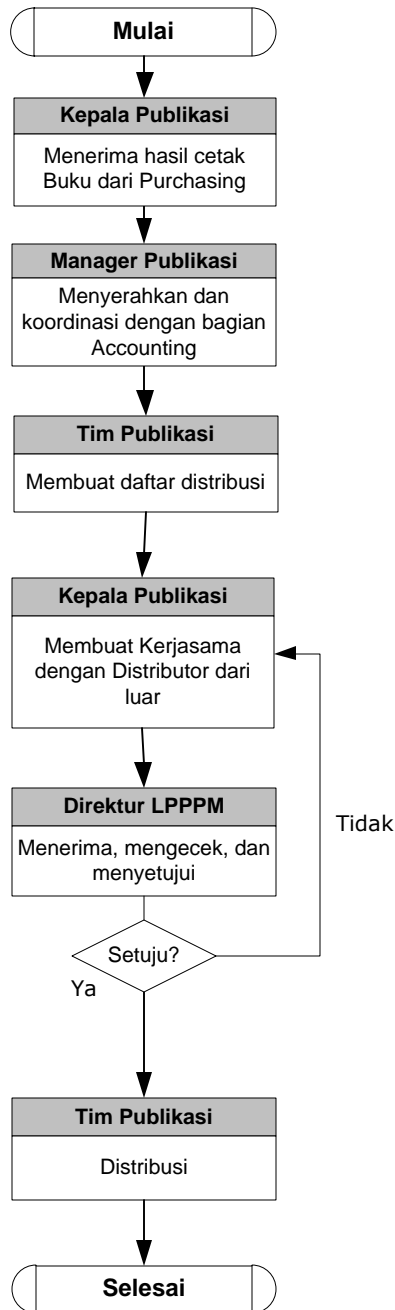 Mulai
Kepala Publikasi
Menerima hasil cetak
Buku dari Purchasing
Manager Publikasi
Menyerahkan dan
koordinasi dengan bagian
Accounting
Tim Publikasi
Membuat daftar distribusi
Kepala Publikasi
Membuat Kerjasama
dengan Distributor dari
luar
Direktur LPPPM
Menerima, mengecek, dan
menyetujui
Tidak
Setuju?
Ya
Tim Publikasi
Distribusi
Selesai